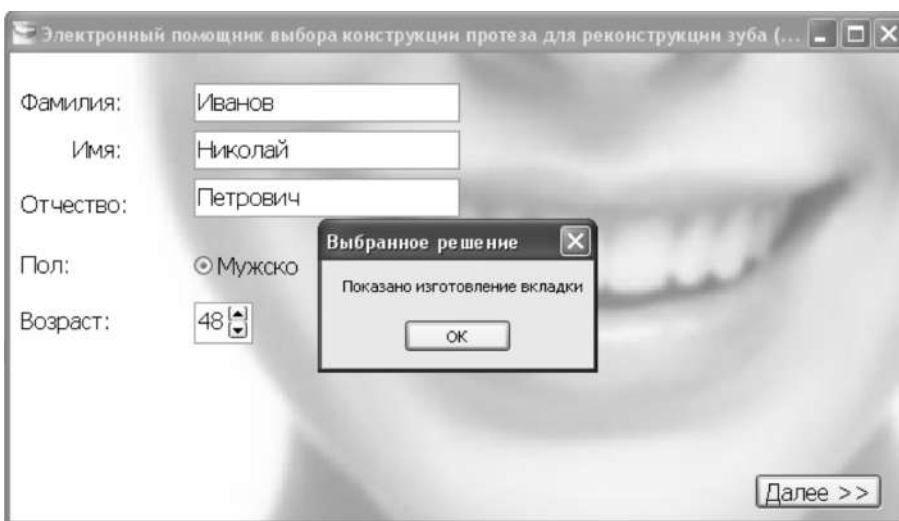 Электронный помощник выбора конструкции протеза для реконструкции зуба (...
Фамилия: Иванов
Имя: Николай
Отчество: Петрович
Выбранное решение
Пол: Мужско
Показано изготовление вкладки
Возраст: 48
ОК
Далее >>